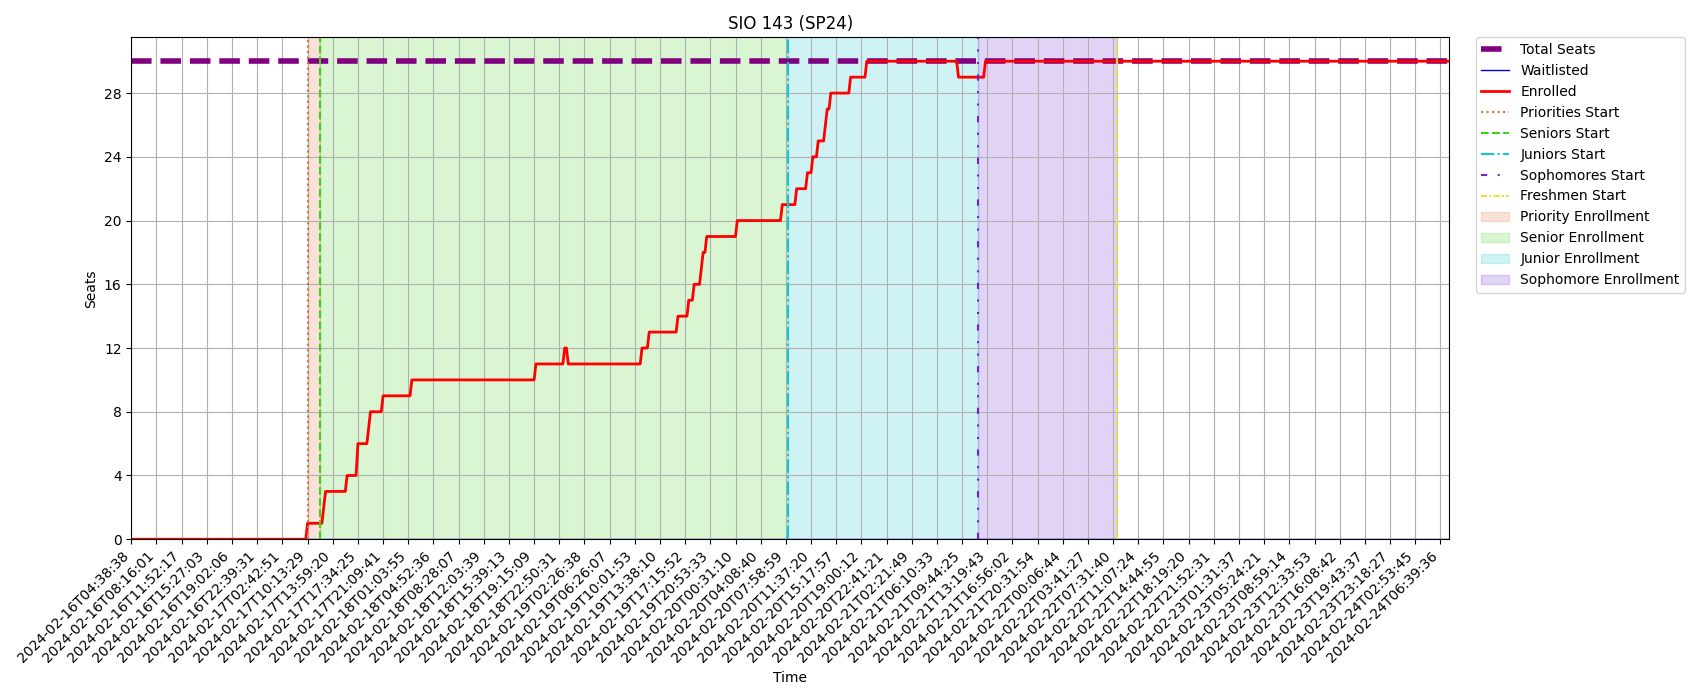 SIO 143 (SP24)
Total Seats
Waitlisted
Enrolled
Priorities Start
Seniors Start
Juniors Start
Sophomores Start
Freshmen Start
Priority Enrollment
Senior Enrollment
Junior Enrollment
Sophomore Enrollment
Seats
28
24
20
16
12
8
4
0
2024-02-16T04:38:38
2024-02-16T08:16:01
2024-02-16T11:52:17
2024-02-16T15:27:03
2024-02-16T19:02:06
2024-02-16T22:39:31
2024-02-17T02:42:51
2024-02-17T10:13:29
2024-02-17T13:59:20
2024-02-17T17:34:25
2024-02-17T21:09:41
2024-02-18T01:03:55
2024-02-18T04:52:36
2024-02-18T08:28:07
2024-02-18T12:03:39
2024-02-18T15:39:13
2024-02-18T19:15:09
2024-02-18T22:50:31
2024-02-19T02:26:38
2024-02-19T06:26:07
2024-02-19T10:01:53
2024-02-19T13:38:10
2024-02-19T17:15:52
2024-02-19T20:53:33
2024-02-20T00:31:10
2024-02-20T04:08:40
2024-02-20T07:58:59
2024-02-20T11:37:20
2024-02-20T15:17:57
2024-02-20T19:00:12
2024-02-20T22:41:21
2024-02-21T02:21:49
2024-02-21T06:10:33
2024-02-21T09:44:25
2024-02-21T13:19:43
2024-02-21T16:56:02
2024-02-21T20:31:54
2024-02-22T00:06:44
2024-02-22T03:41:27
2024-02-22T07:31:40
2024-02-22T11:07:24
2024-02-22T14:44:55
2024-02-22T18:19:20
2024-02-22T21:52:31
2024-02-23T01:31:37
2024-02-23T05:24:21
2024-02-23T08:59:14
2024-02-23T12:33:53
2024-02-23T16:08:42
2024-02-23T19:43:37
2024-02-23T23:18:27
2024-02-24T02:53:45
2024-02-24T06:39:36
Time